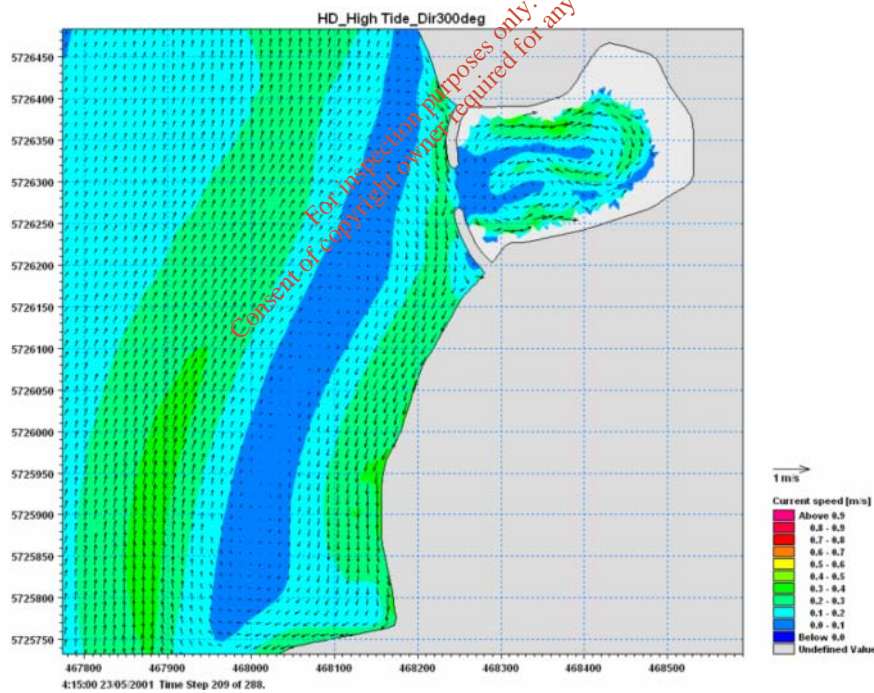 HD_High Tide_Dir300deg
For inspection purposes only.
Consent of copyright owner required for any
5726450
5726400
5726350
5726300
5726250
5726200
5726150
5726100
5726050
5726000
5725950
5725900
5725850
5725800
5725750
467800 467900 468000 468100 468200 468300 468400 468500
1 m/s
Current speed [m/s]
Above 0.9
0.8 - 0.9
0.7 - 0.8
0.6 - 0.7
0.5 - 0.6
0.4 - 0.5
0.3 - 0.4
0.2 - 0.3
0.1 - 0.2
0.0 - 0.1
Below 0.0
Undefined Value
4:15:00 23/05/2001 Time Step 209 of 288.